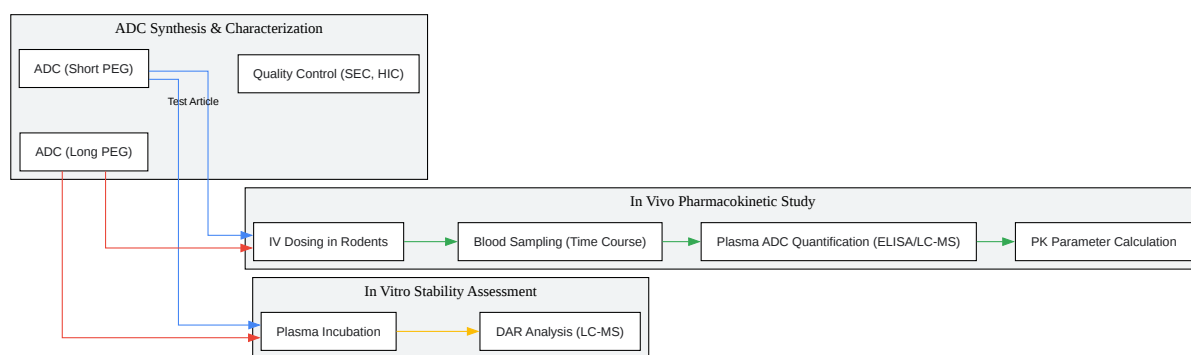 ADC Synthesis & Characterization
ADC (Short PEG)
Quality Control (SEC, HIC)
Test Article
ADC (Long PEG)
In Vivo Pharmacokinetic Study
IV Dosing in Rodents
Blood Sampling (Time Course)
Plasma ADC Quantification (ELISA/LC-MS)
PK Parameter Calculation
In Vitro Stability Assessment
Plasma Incubation
DAR Analysis (LC-MS)